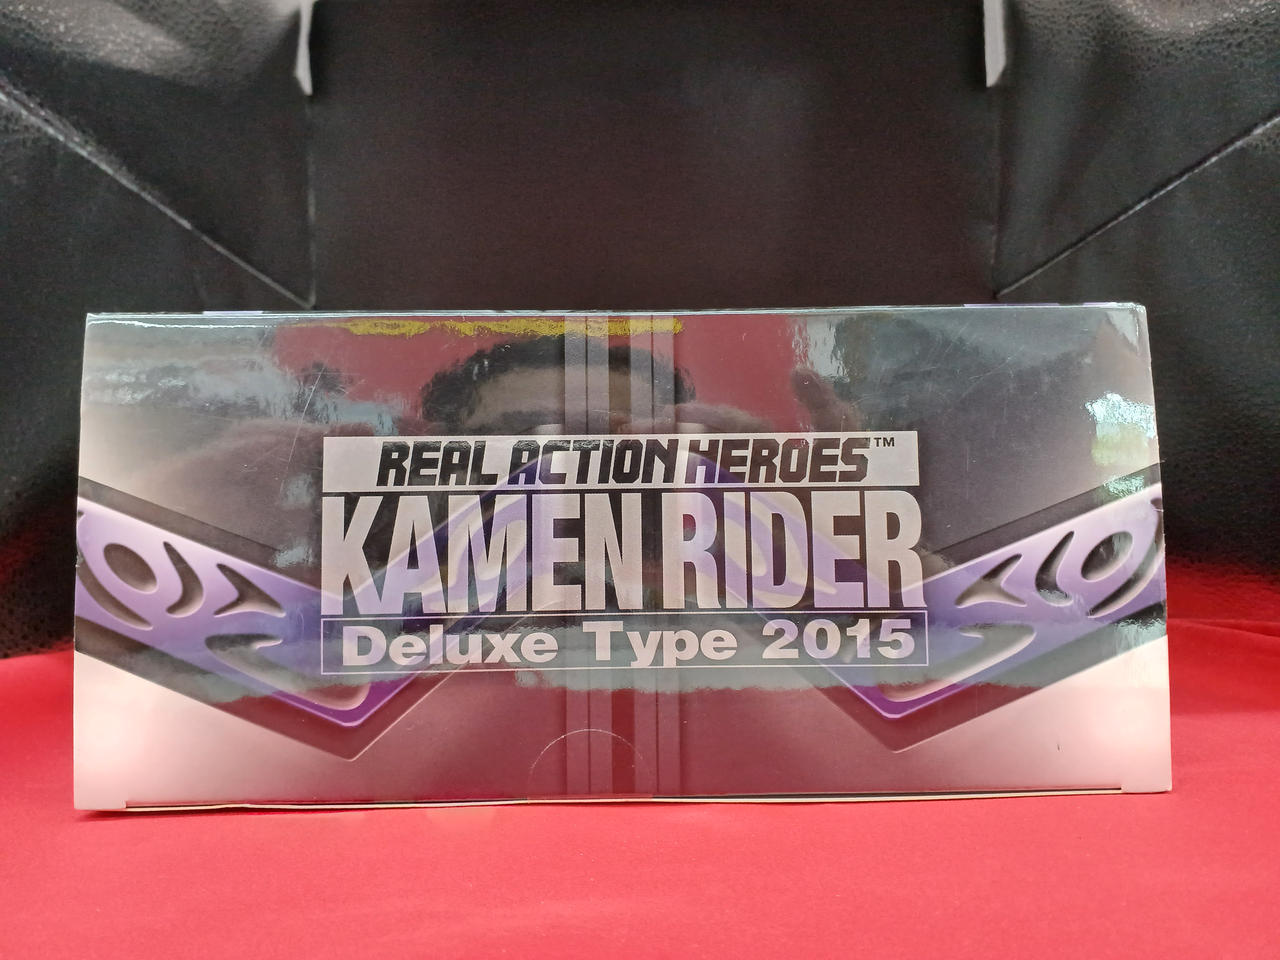 REAL ACTION HEROES™
KAMEN RIDER
Deluxe Type 2015